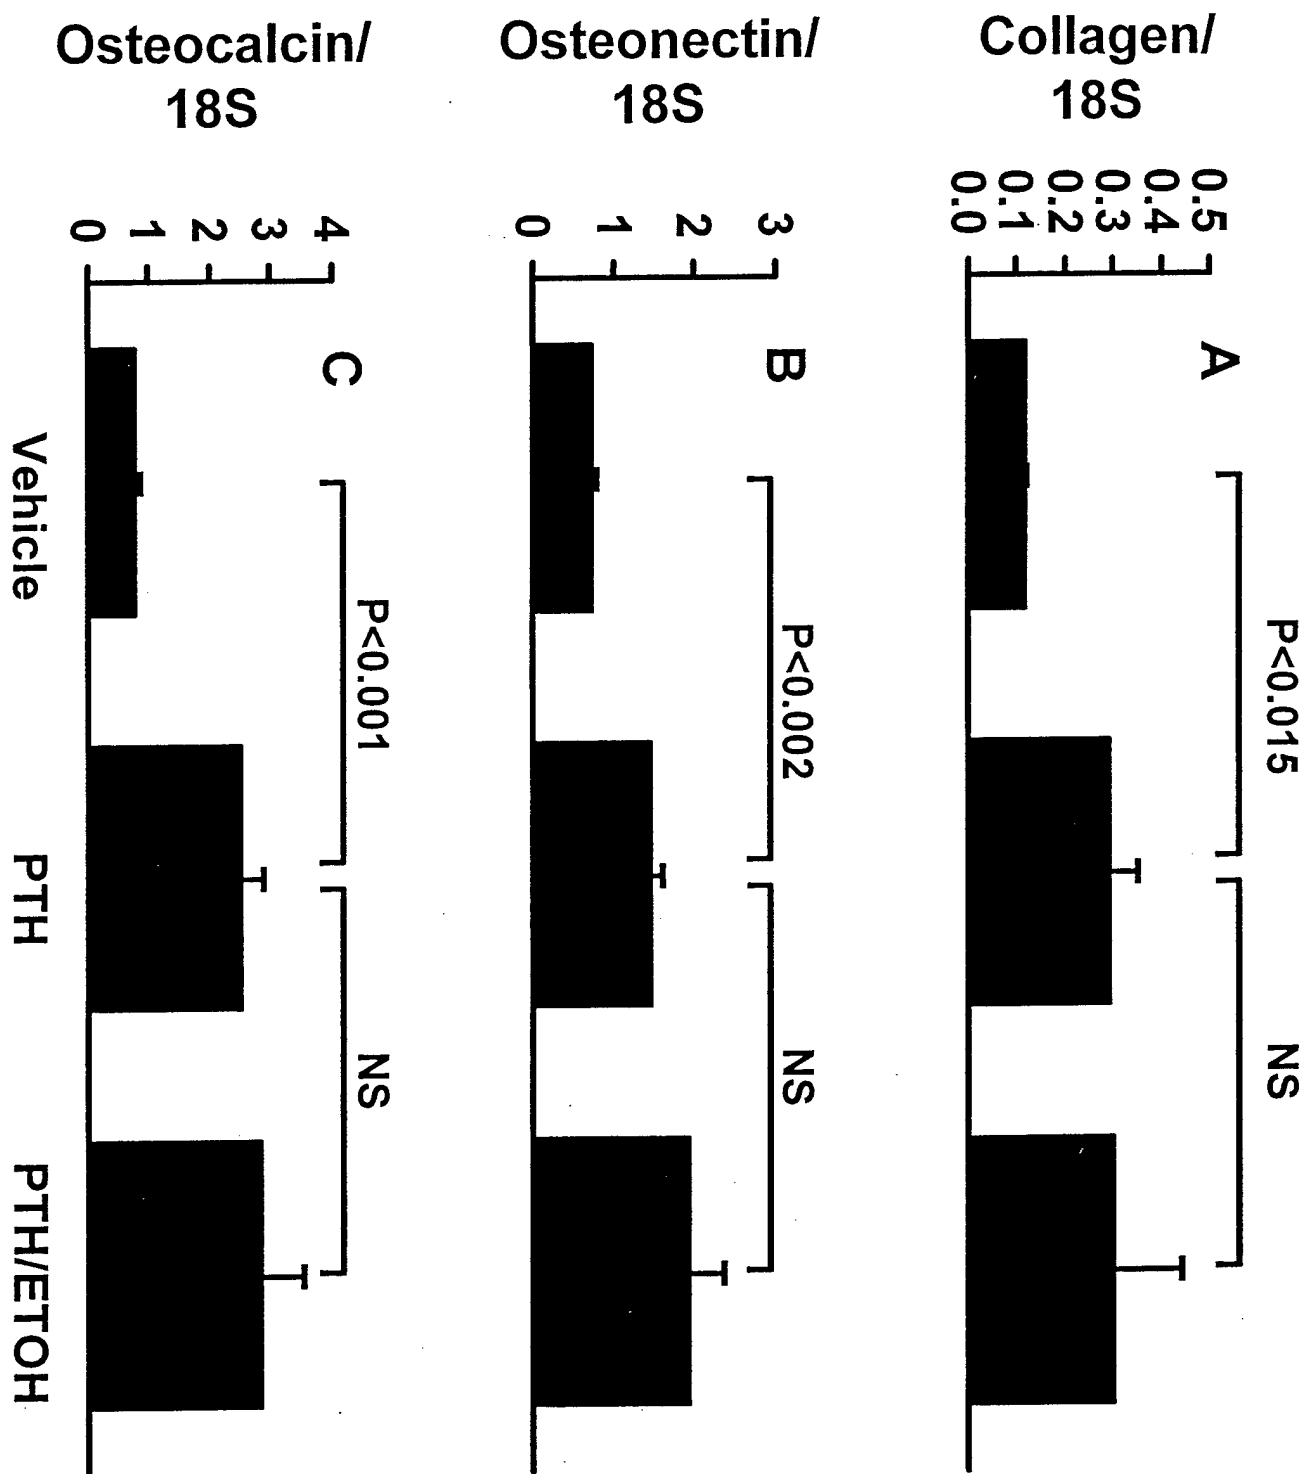 Collagen/
18S
0.5
0.4
0.3
0.2
0.1
0.0
A
P<0.015
NS
Osteonectin/
18S
3
2
1
0
B
P<0.002
NS
Osteocalcin/
18S
4
3
2
1
0
C
P<0.001
NS
Vehicle
PTH
PTH/ETOH